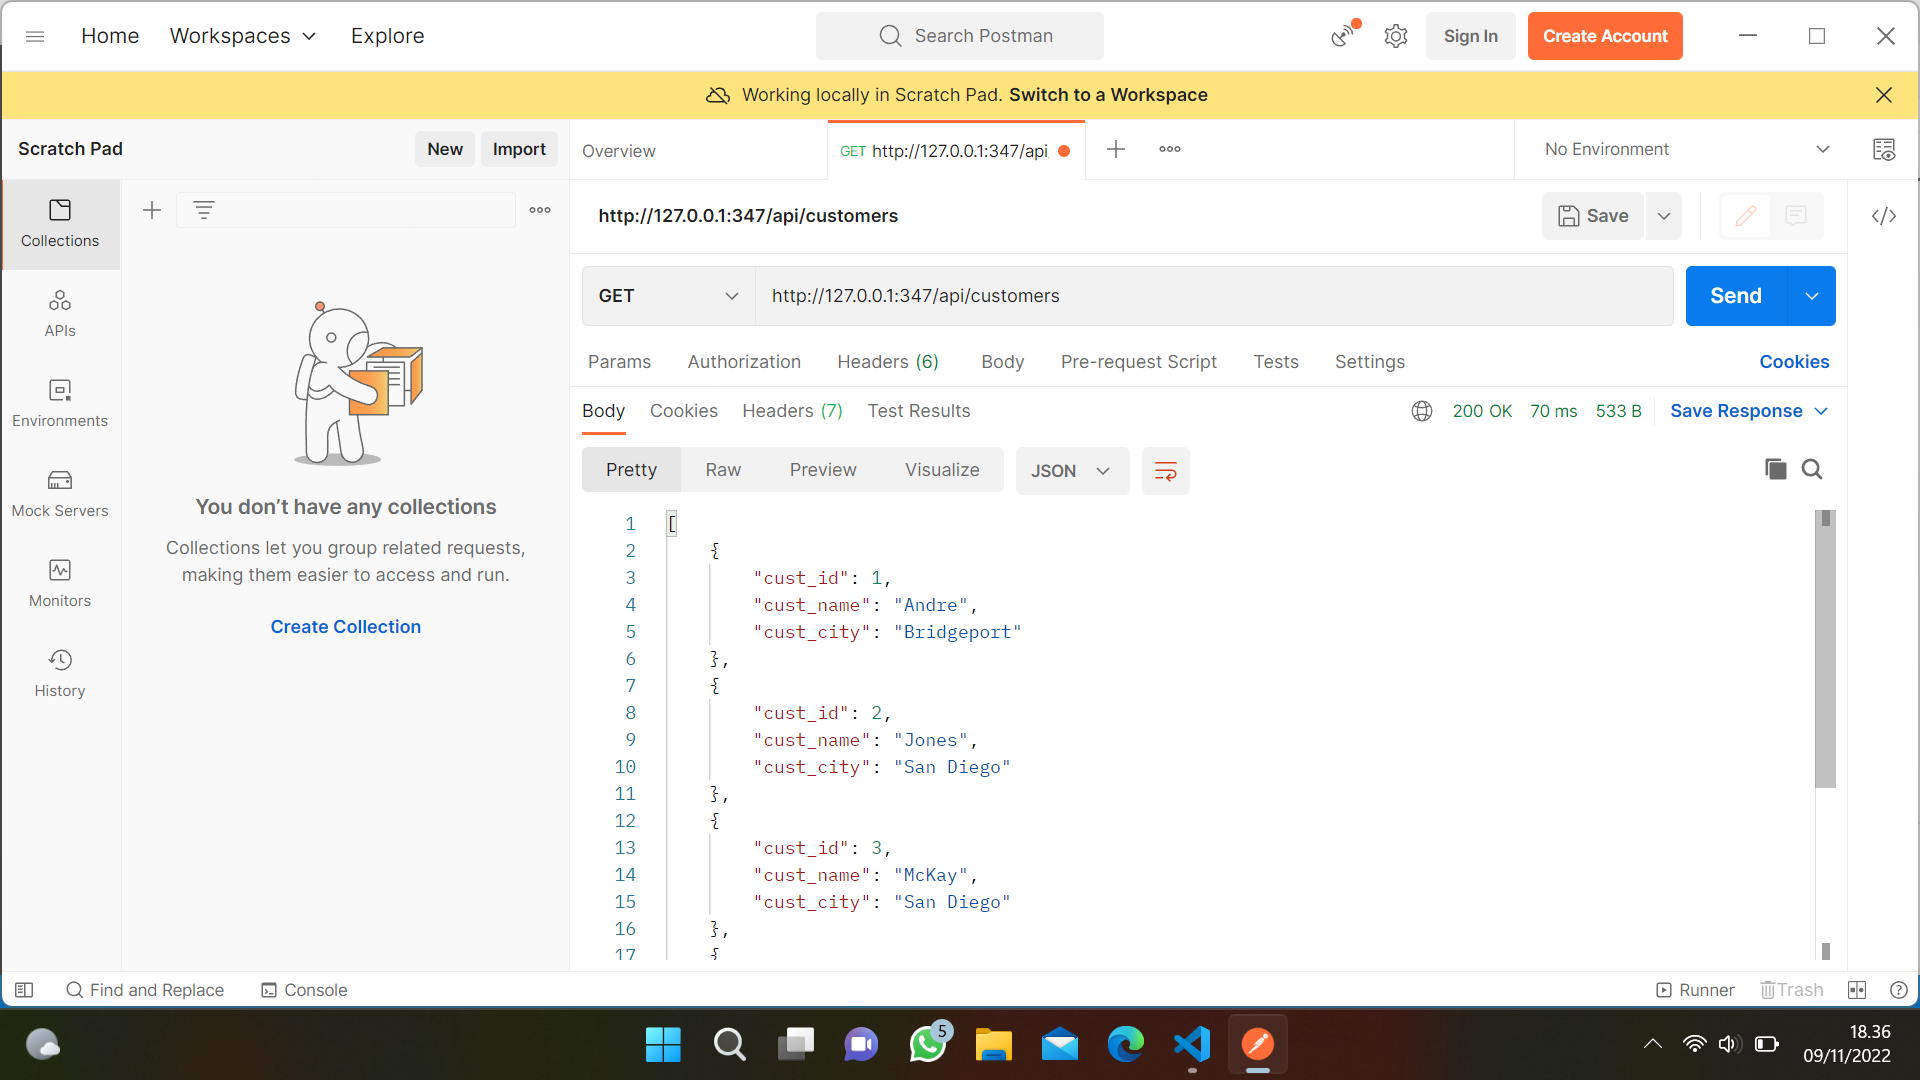 Home Workspaces Explore Search Postman Sign In Create Account
Working locally in Scratch Pad. Switch to a Workspace
Scratch Pad New Import Overview GET http://127.0.0.1:347/api No Environment
Collections
APIs
Environments
Mock Servers
Monitors
History
You don’t have any collections
Collections let you group related requests,
making them easier to access and run.
Create Collection
http://127.0.0.1:347/api/customers Save
GET http://127.0.0.1:347/api/customers Send
Params Authorization Headers (6) Body Pre-request Script Tests Settings Cookies
Body Cookies Headers (7) Test Results 200 OK 70 ms 533 B Save Response
Pretty Raw Preview Visualize JSON
1 [
2 {
3 "cust_id": 1,
4 "cust_name": "Andre",
5 "cust_city": "Bridgeport"
6 },
7 {
8 "cust_id": 2,
9 "cust_name": "Jones",
10 "cust_city": "San Diego"
11 },
12 {
13 "cust_id": 3,
14 "cust_name": "McKay",
15 "cust_city": "San Diego"
16 },
17 {
Find and Replace Console Runner Trash
5
18.36
09/11/2022